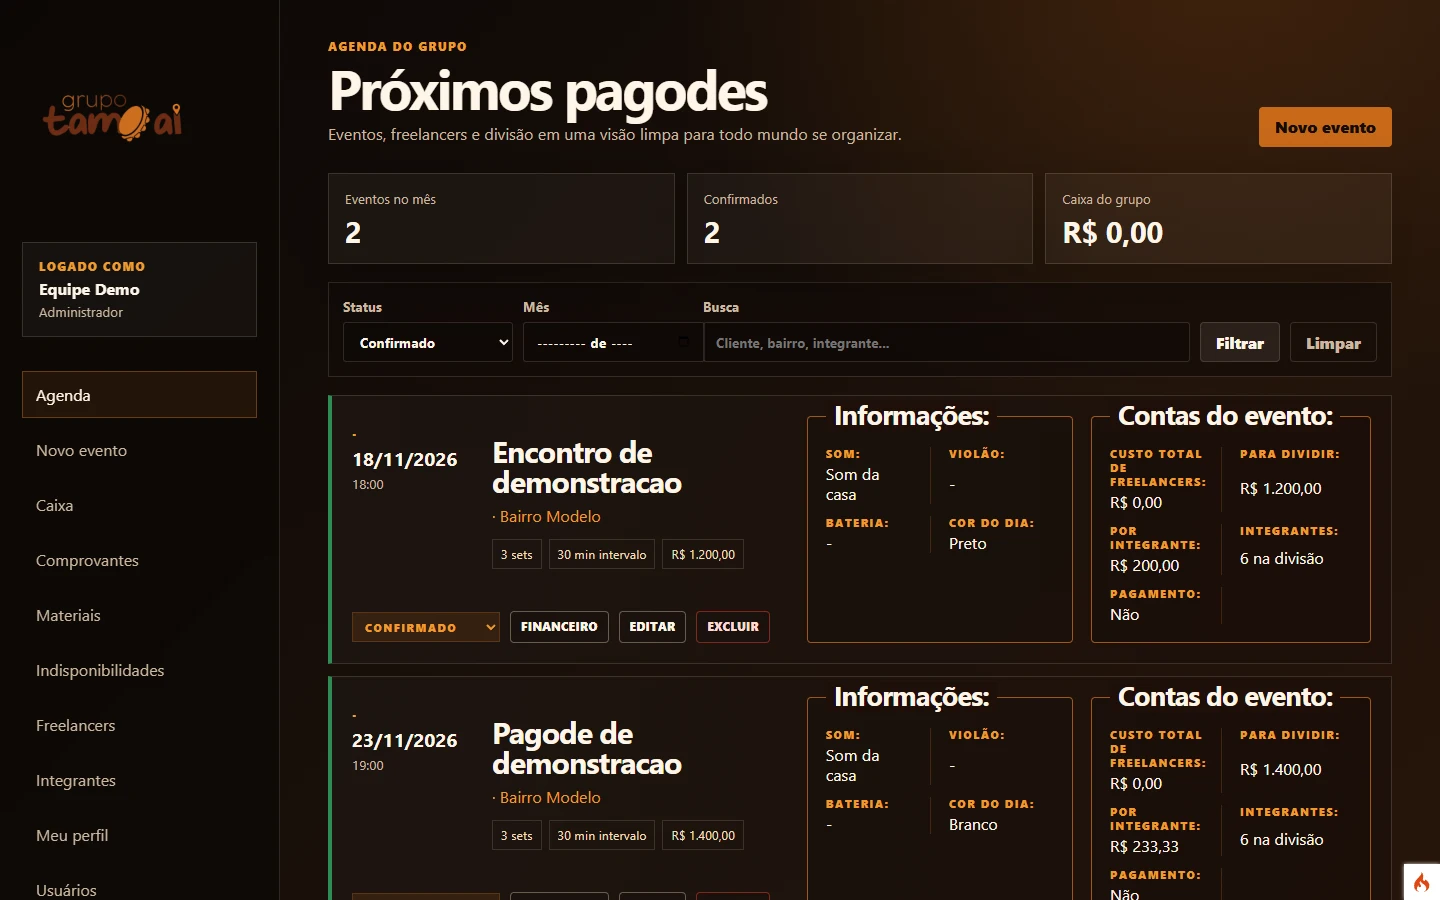 grupo
tamo aí
LOGADO COMO
Equipe Demo
Administrador
Agenda
Novo evento
Caixa
Comprovantes
Materiais
Indisponibilidades
Freelancers
Integrantes
Meu perfil
Usuários
AGENDA DO GRUPO
Próximos pagodes
Eventos, freelancers e divisão em uma visão limpa para todo mundo se organizar.
Novo evento
Eventos no mês
2
Confirmados
2
Caixa do grupo
R$ 0,00
Status
Mês
Busca
Confirmado
--------- de ----
Cliente, bairro, integrante...
Filtrar
Limpar
-
18/11/2026
18:00
Encontro de
demonstracao
· Bairro Modelo
3 sets
30 min intervalo
R$ 1.200,00
CONFIRMADO
FINANCEIRO
EDITAR
EXCLUIR
Informações:
SOM:
Som da
casa
VIOLÃO:
-
BATERIA:
-
COR DO DIA:
Preto
Contas do evento:
CUSTO TOTAL
DE
FREELANCERS:
R$ 0,00
PARA DIVIDIR:
R$ 1.200,00
POR
INTEGRANTE:
R$ 200,00
INTEGRANTES:
6 na divisão
PAGAMENTO:
Não
-
23/11/2026
19:00
Pagode de
demonstracao
· Bairro Modelo
3 sets
30 min intervalo
R$ 1.400,00
Informações:
SOM:
Som da
casa
VIOLÃO:
-
BATERIA:
-
COR DO DIA:
Branco
Contas do evento:
CUSTO TOTAL
DE
FREELANCERS:
R$ 0,00
PARA DIVIDIR:
R$ 1.400,00
POR
INTEGRANTE:
R$ 233,33
INTEGRANTES:
6 na divisão
PAGAMENTO:
Não